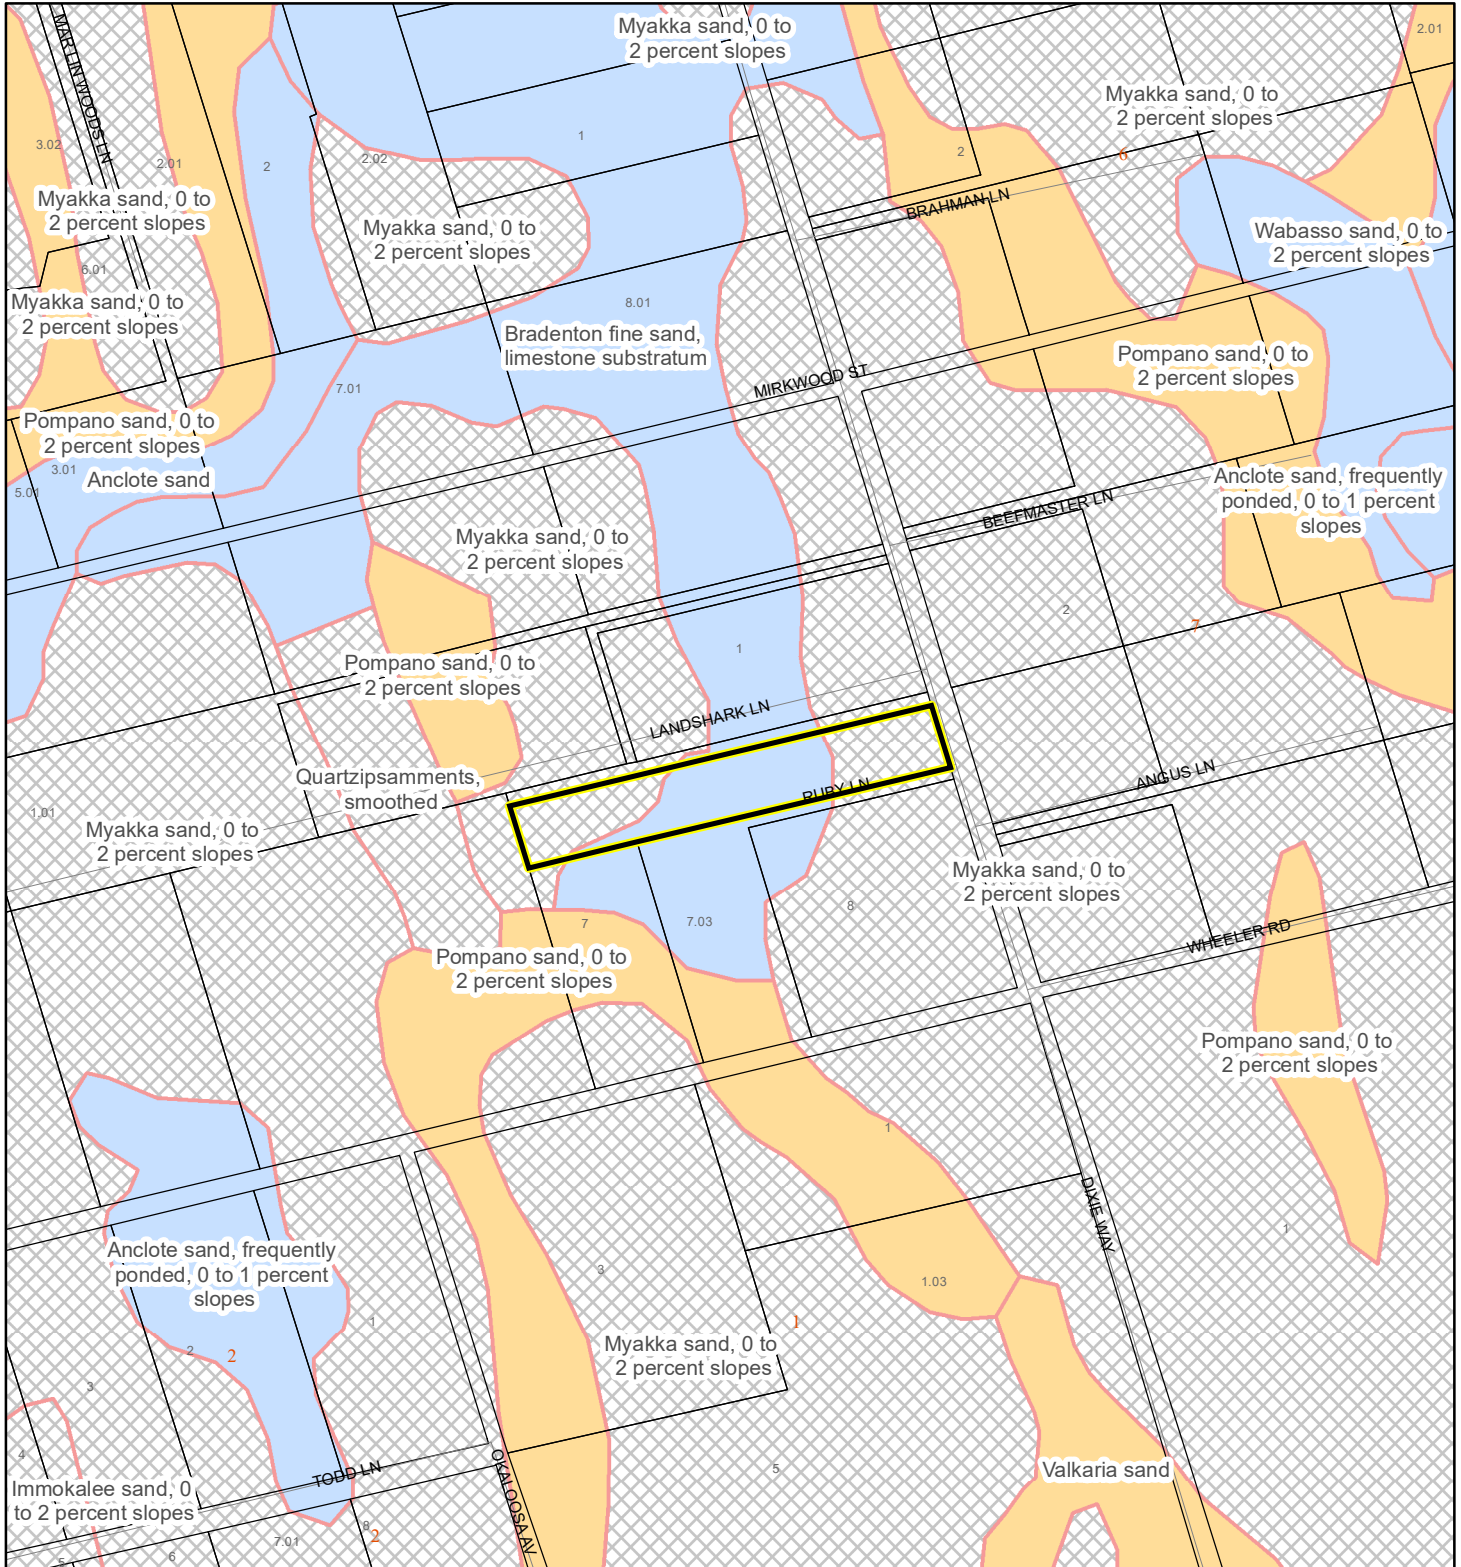 Myakka sand, 0 to
2 percent slopes
2.01
MARLIN WOODS LN
Myakka sand, 0 to
2 percent slopes
3.02
2.01
2
2.02
1
2
6
Myakka sand, 0 to
2 percent slopes
BRAHMAN LN
Myakka sand, 0 to
2 percent slopes
Wabasso sand, 0 to
2 percent slopes
6.01
Myakka sand, 0 to
2 percent slopes
8.01
Bradenton fine sand,
limestone substratum
Pompano sand, 0 to
2 percent slopes
MIRKWOOD ST
7.01
Pompano sand, 0 to
2 percent slopes
3.01
Anclote sand
5.01
Anclote sand, frequently
ponded, 0 to 1 percent
slopes
BEEFMASTER LN
Myakka sand, 0 to
2 percent slopes
2
7
1
Pompano sand, 0 to
2 percent slopes
LANDSHARK LN
Quartzipsamments,
smoothed
RUBY LN
ANGUS LN
1.01
Myakka sand, 0 to
2 percent slopes
Myakka sand, 0 to
2 percent slopes
8
7
7.03
WHEELER RD
Pompano sand, 0 to
2 percent slopes
Pompano sand, 0 to
2 percent slopes
1
DIXIE WAY
1
Anclote sand, frequently
ponded, 0 to 1 percent
slopes
3
1.03
1
1
2
2
Myakka sand, 0 to
2 percent slopes
3
4
OKALOOSA AV
TODD LN
5
Valkaria sand
Immokalee sand, 0
to 2 percent slopes
8
2
7.01
6
5